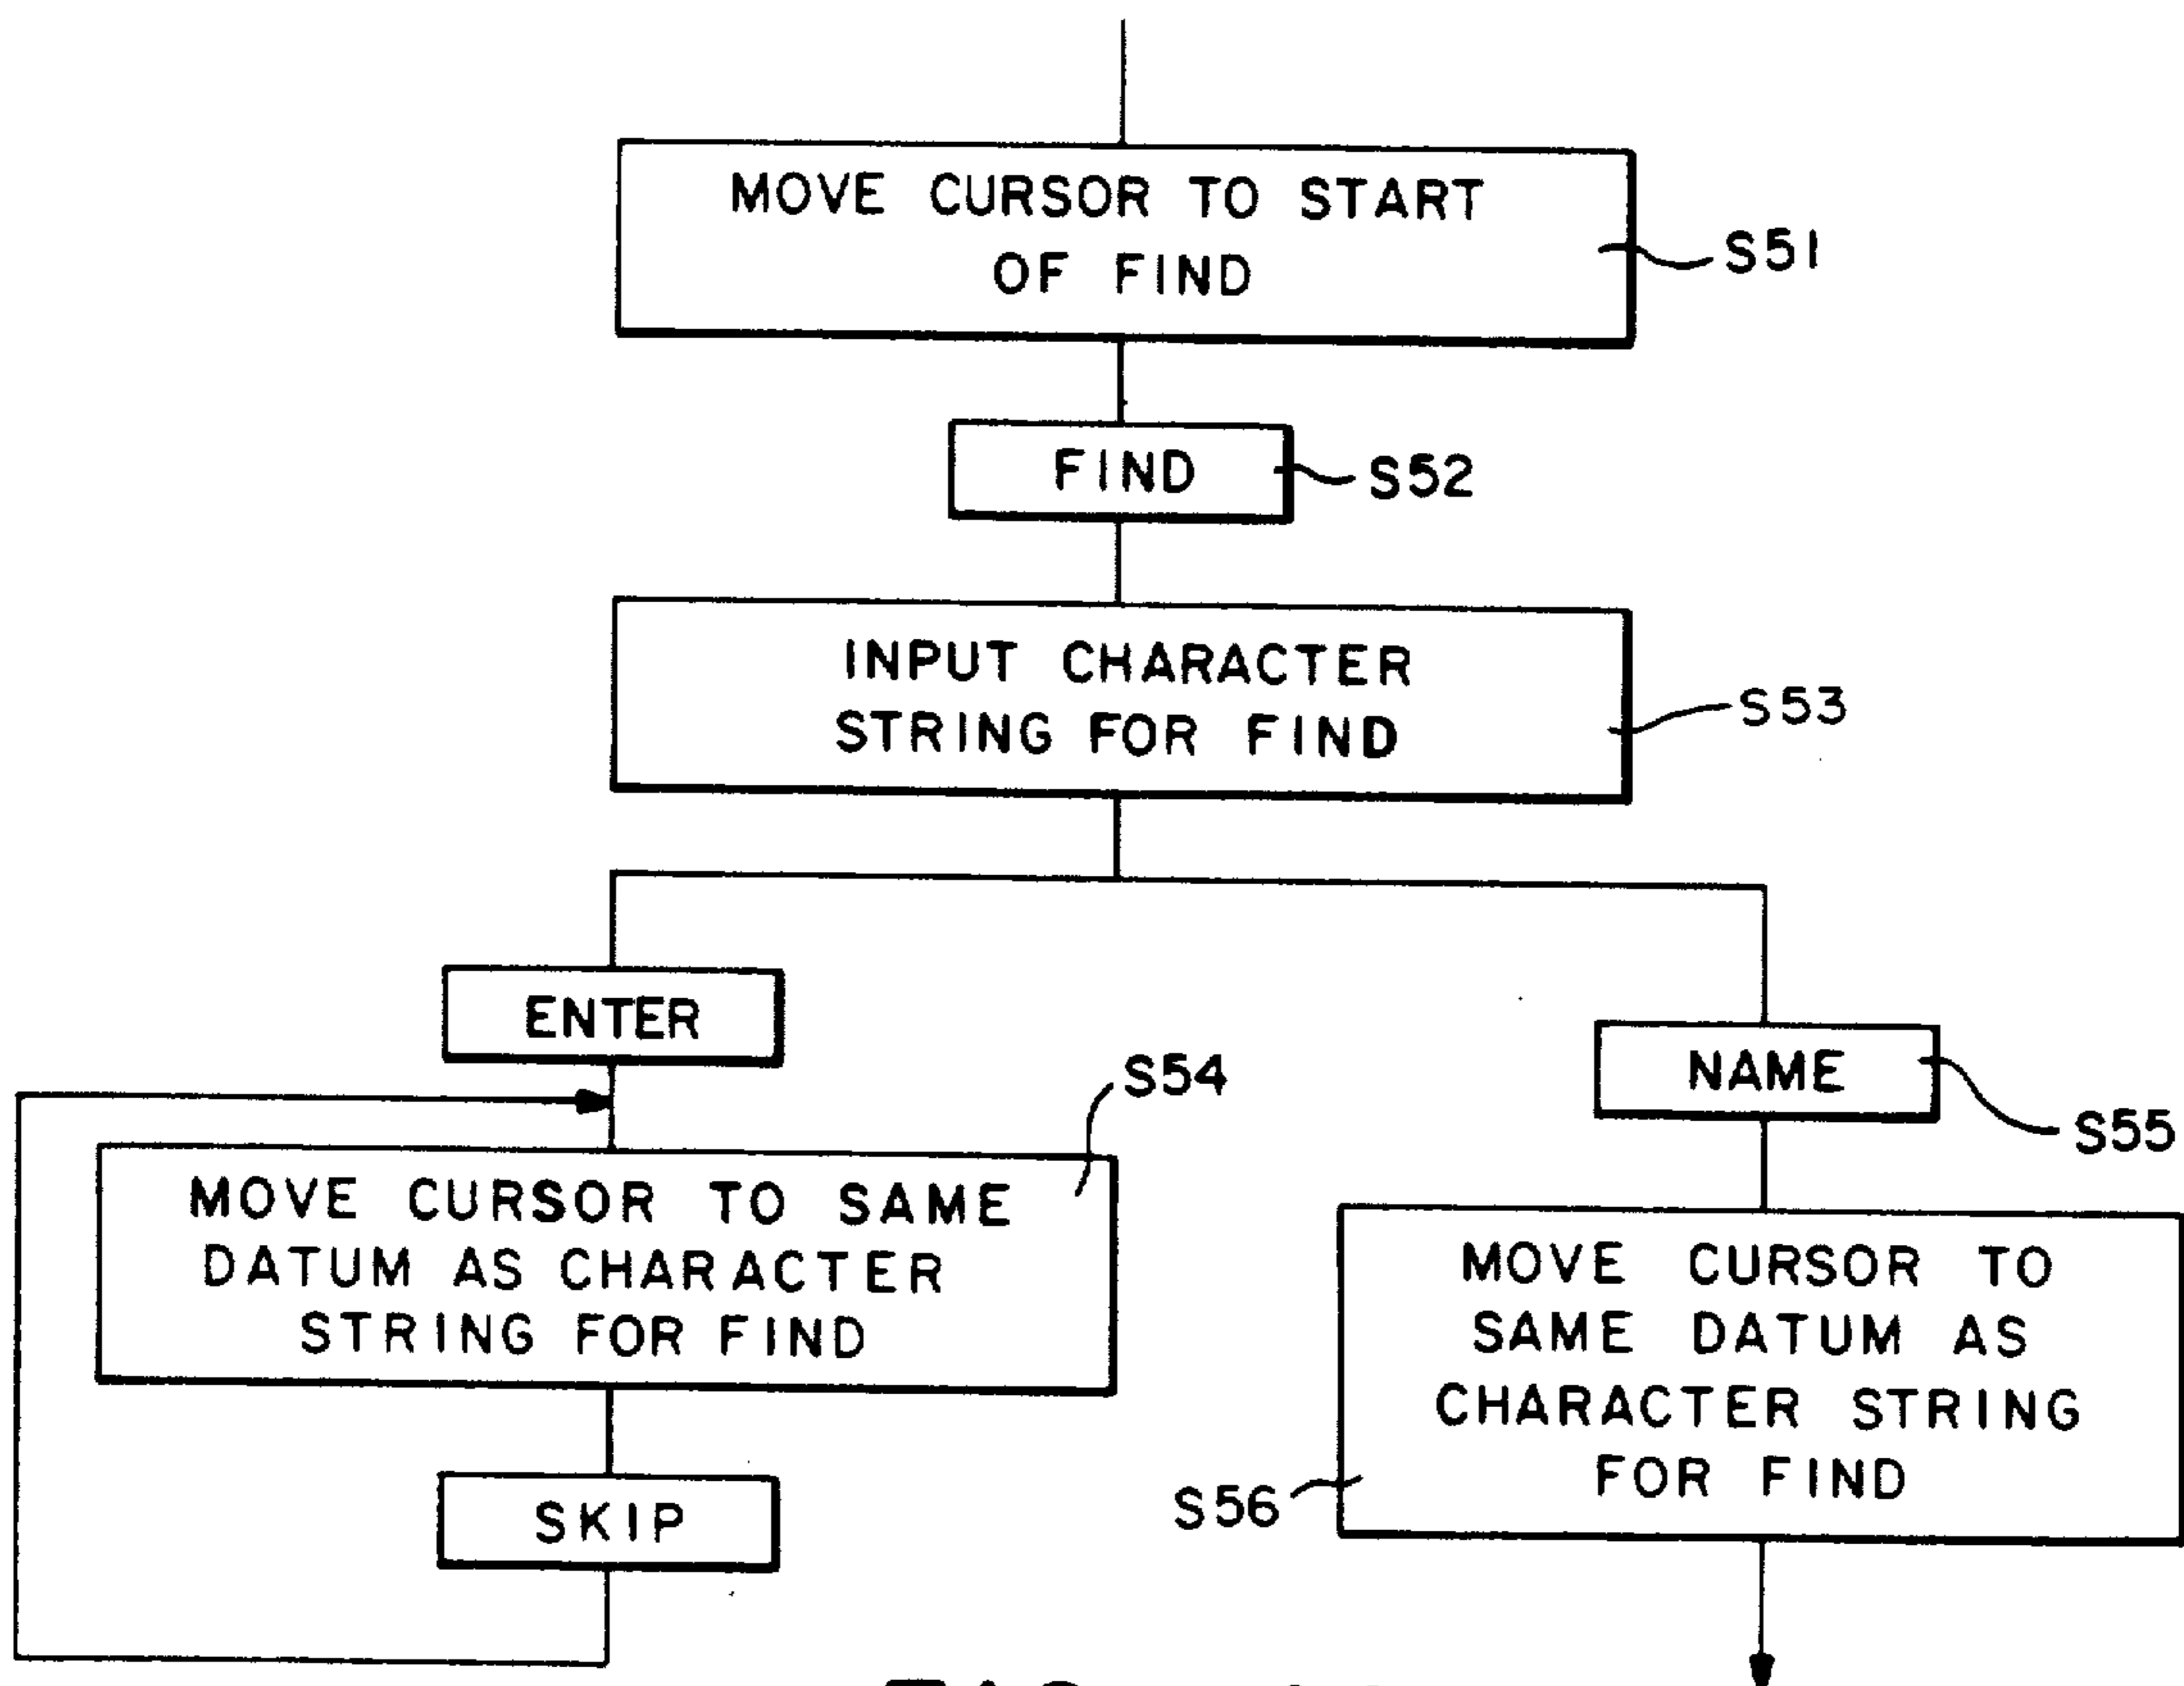 MOVE CURSOR TO START
OF FIND
S51
FIND
S52
INPUT CHARACTER
STRING FOR FIND
S53
ENTER
S54
MOVE CURSOR TO SAME
DATUM AS CHARACTER
STRING FOR FIND
SKIP
NAME
S55
MOVE CURSOR TO
SAME DATUM AS
CHARACTER STRING
FOR FIND
S56